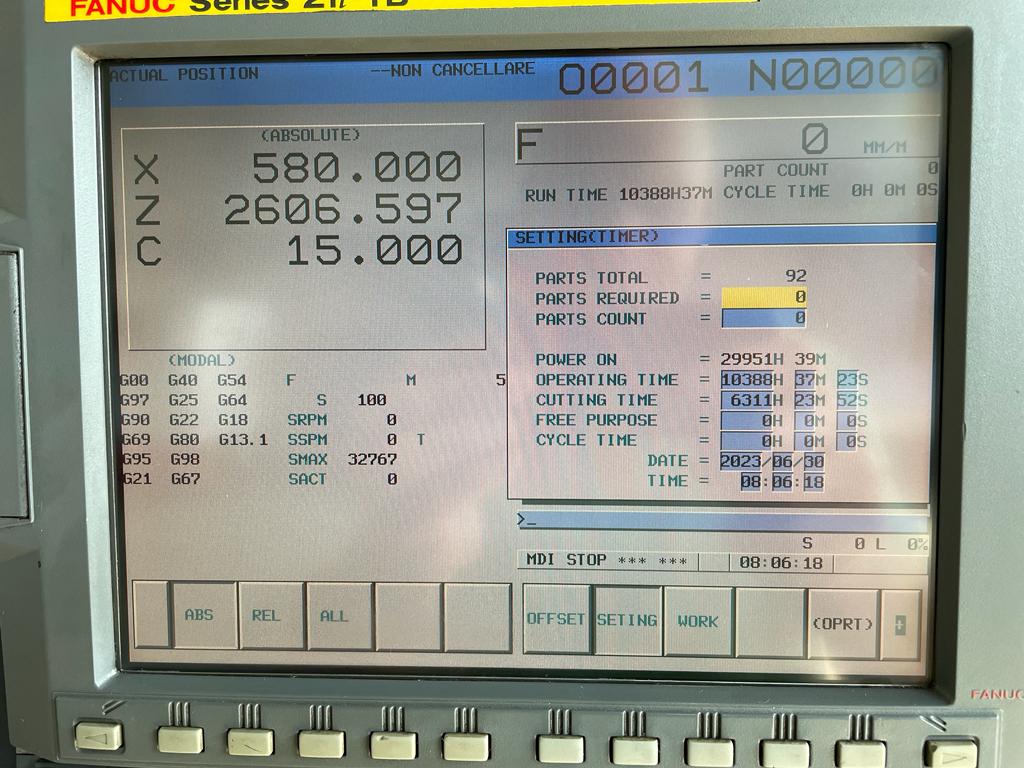 FANUC Series 21i-TB
ACTUAL POSITION --NON CANCELLARE O0001 N00000
(ABSOLUTE)
X 580.000
Z 2606.597
C 15.000
F 0 MM/M
PART COUNT 0
RUN TIME 10388H37M CYCLE TIME 0H 0M 0S
SETTING(TIMER)
PARTS TOTAL = 92
PARTS REQUIRED = 0
PARTS COUNT = 0
POWER ON = 29951H 39M
OPERATING TIME = 10388H 37M 23S
CUTTING TIME = 6311H 23M 52S
FREE PURPOSE = 0H 0M 0S
CYCLE TIME = 0H 0M 0S
DATE = 2023/06/30
TIME = 08:06:18
(MODAL)
G00 G40 G54 F M 5
G97 G25 G64 S 100
G90 G22 G18 SRPM 0
G69 G80 G13.1 SSPM 0 T
G95 G98 SMAX 32767
G21 G67 SACT 0
>_
S 0 L 0%
MDI STOP *** *** 08:06:18
ABS REL ALL
OFFSET SETING WORK (OPRT) +
FANUC